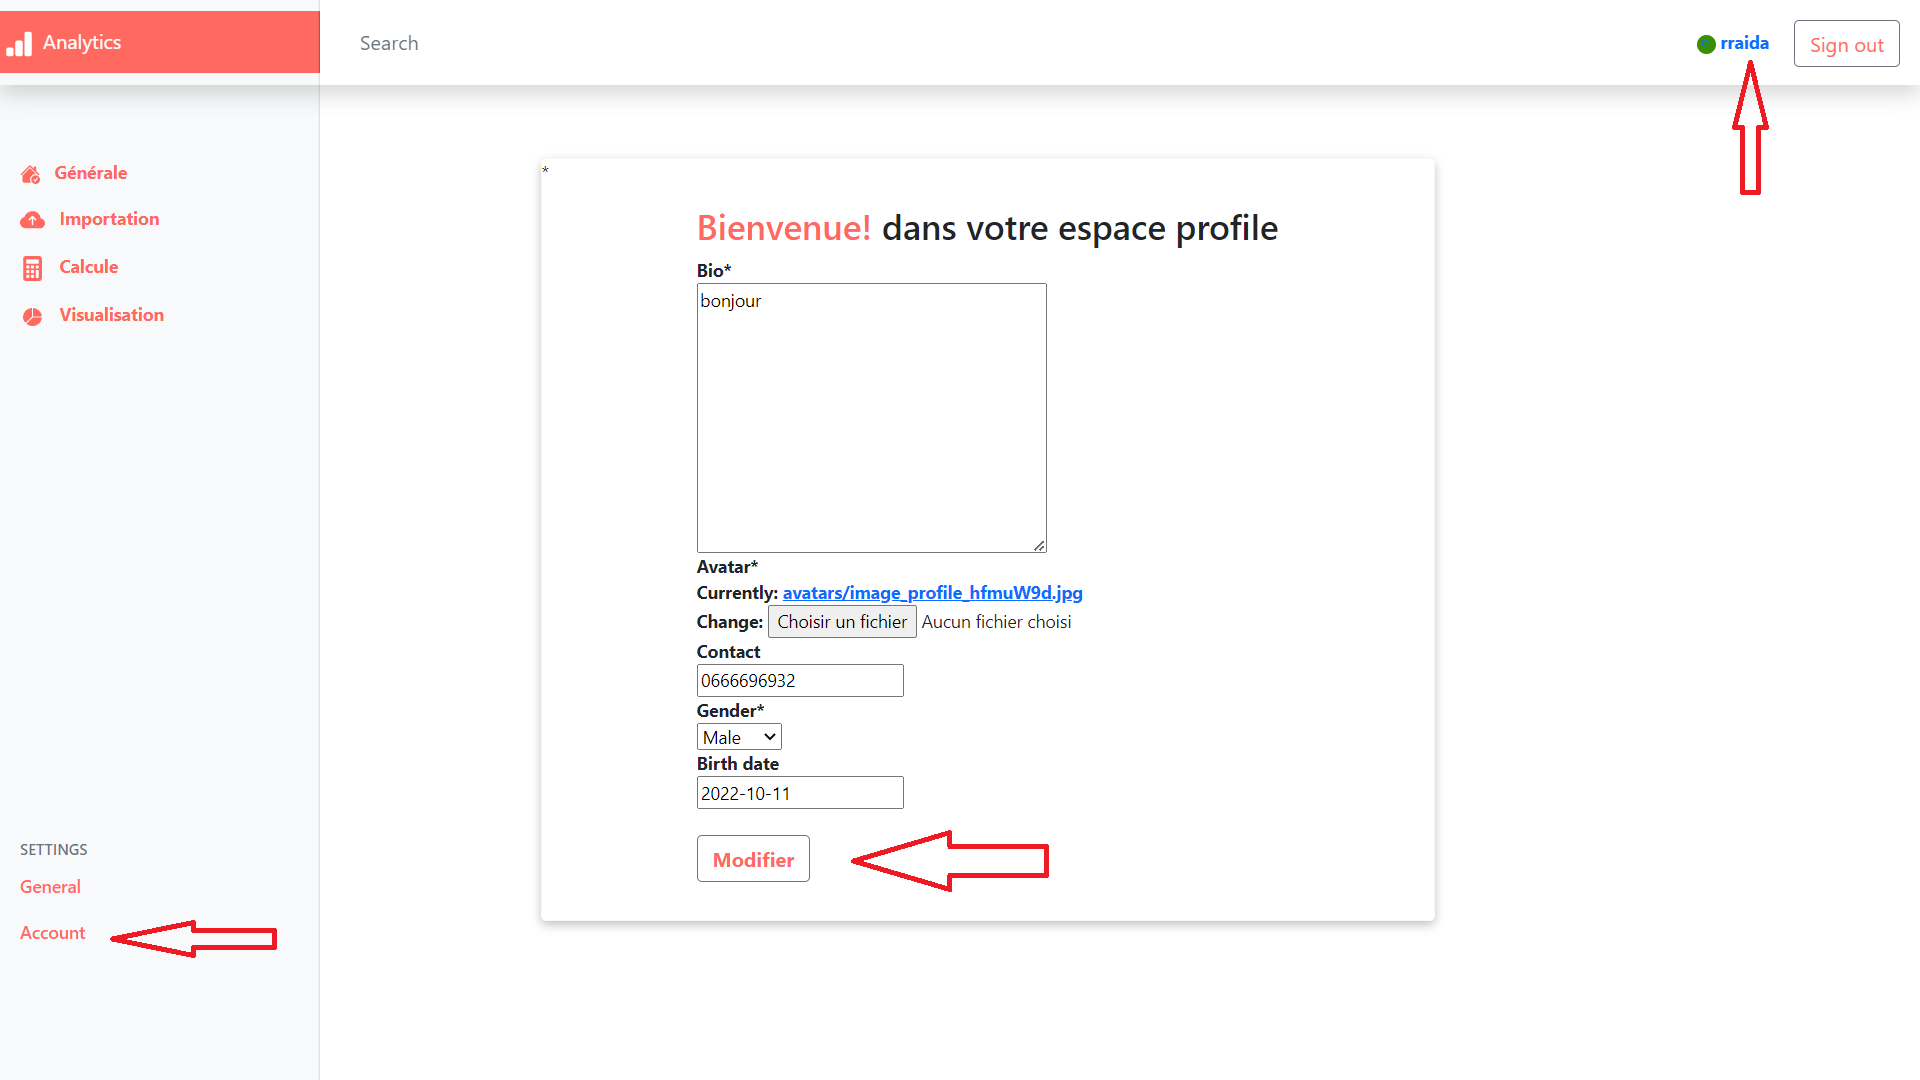 Analytics
Search
rraida
Sign out
Générale
Importation
Calcule
Visualisation
SETTINGS
General
Account
*
Bienvenue! dans votre espace profile
Bio*
bonjour
Avatar*
Currently: avatars/image_profile_hfmuW9d.jpg
Change: Choisir un fichier Aucun fichier choisi
Contact
0666696932
Gender*
Male
Birth date
2022-10-11
Modifier